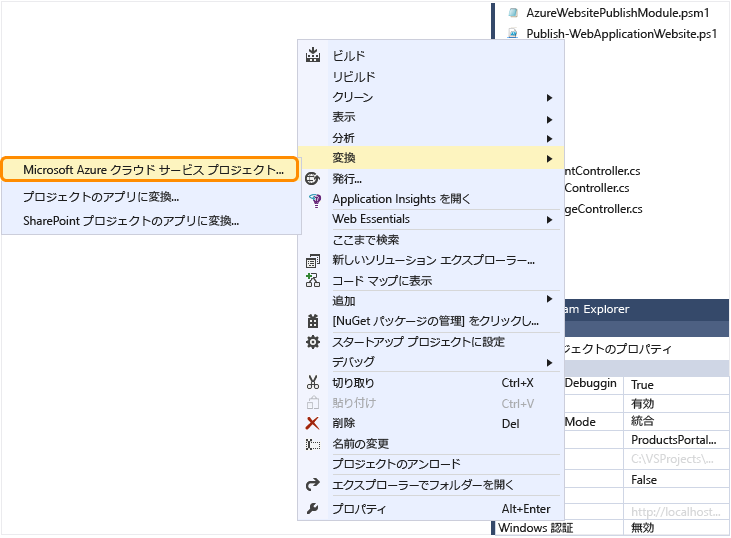 AzureWebsitePublishModule.psm1
Publish-WebApplicationWebsite.ps1
ビルド
リビルド
クリーン
表示
分析
変換
Microsoft Azure クラウド サービス プロジェクト...
プロジェクトのアプリに変換...
SharePoint プロジェクトのアプリに変換...
発行...
Application Insights を開く
Web Essentials
ここまで検索
新しいソリューション エクスプローラー...
コード マップに表示
追加
[NuGet パッケージの管理] をクリックし...
スタートアップ プロジェクトに設定
デバッグ
切り取り Ctrl+X
貼り付け Ctrl+V
削除 Del
名前の変更
プロジェクトのアンロード
エクスプローラーでフォルダーを開く
プロパティ Alt+Enter
ntController.cs
Controller.cs
geController.cs
am Explorer
ジェクトのプロパティ
Debuggin True
有効
Mode 統合
ProductsPortal...
C:\VSProjects\...
False
http://localhost...
Windows 認証 無効